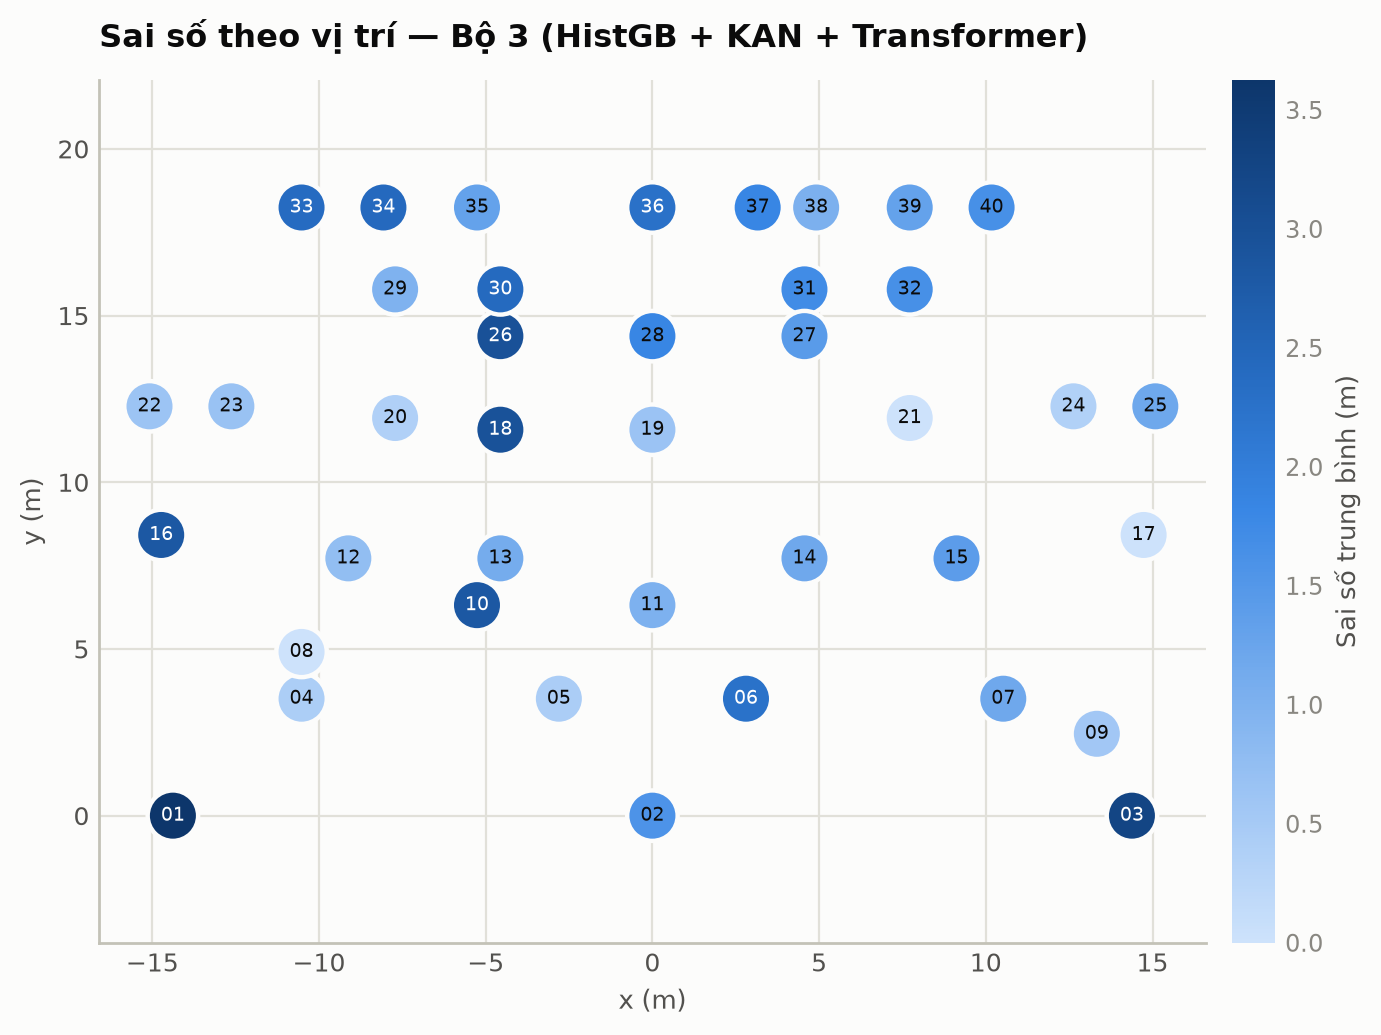 Sai số theo vị trí — Bộ 3 (HistGB + KAN + Transformer)
20
15
10
5
0
y (m)
33 34 35 36 37 38 39 40
29 30 31 32
26 28 27
22 23 20 18 19 21 24 25
16 12 13 14 15 17
10 11
08
04 05 06 07
09
01 02 03
−15 −10 −5 0 5 10 15
x (m)
3.5
3.0
2.5
2.0
1.5
1.0
0.5
0.0
Sai số trung bình (m)